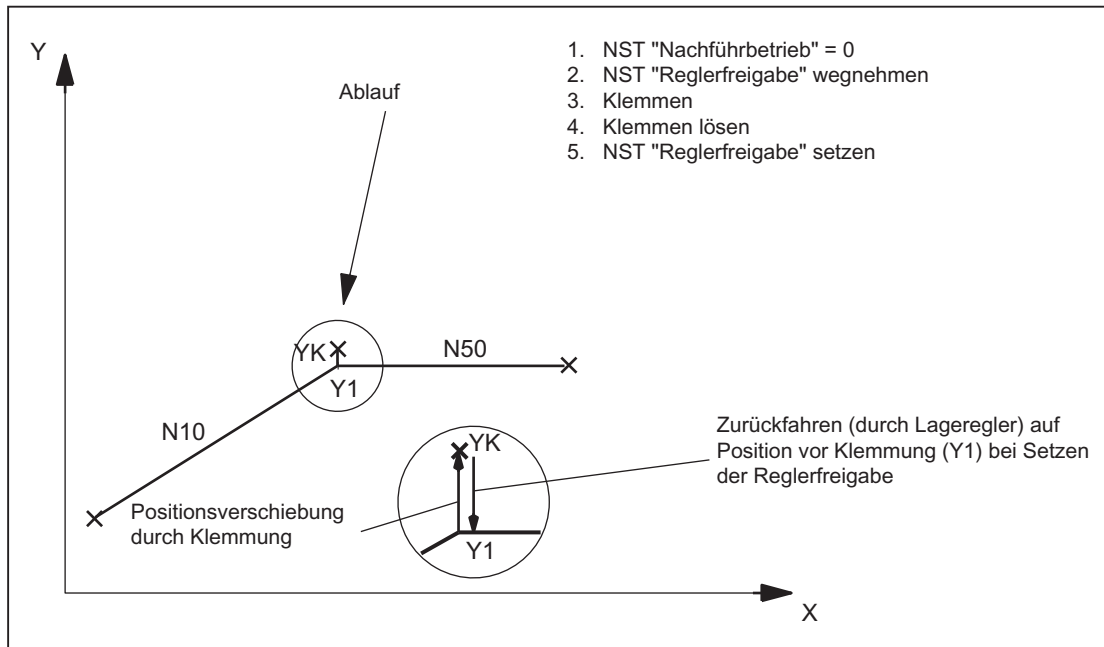 Y
1. NST "Nachführbetrieb" = 0
2. NST "Reglerfreigabe" wegnehmen
3. Klemmen
4. Klemmen lösen
5. NST "Reglerfreigabe" setzen
Ablauf
YK
N50
Y1
N10
Zurückfahren (durch Lageregler) auf
Position vor Klemmung (Y1) bei Setzen
der Reglerfreigabe
YK
Positionsverschiebung
durch Klemmung
Y1
X